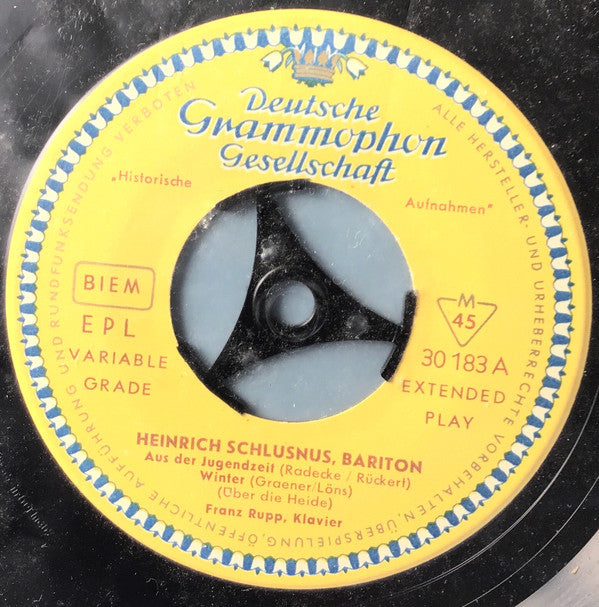 Deutsche
Grammophon
Gesellschaft
„Historische Aufnahmen"
BIEM
EPL
VARIABLE
GRADE
M
45
30 183 A
EXTENDED
PLAY
HEINRICH SCHLUSNUS, BARITON
Aus der Jugendzeit (Radecke / Rückert)
Winter (Graener/Löns)
(Über die Heide)
Franz Rupp, Klavier
ALLE HERSTELLER- UND URHEBERRECHTE VORBEHALTEN, ÜBERSPIELUNG, ÖFFENTLICHE AUFFÜHRUNG UND RUNDFUNKSENDUNG VERBOTEN